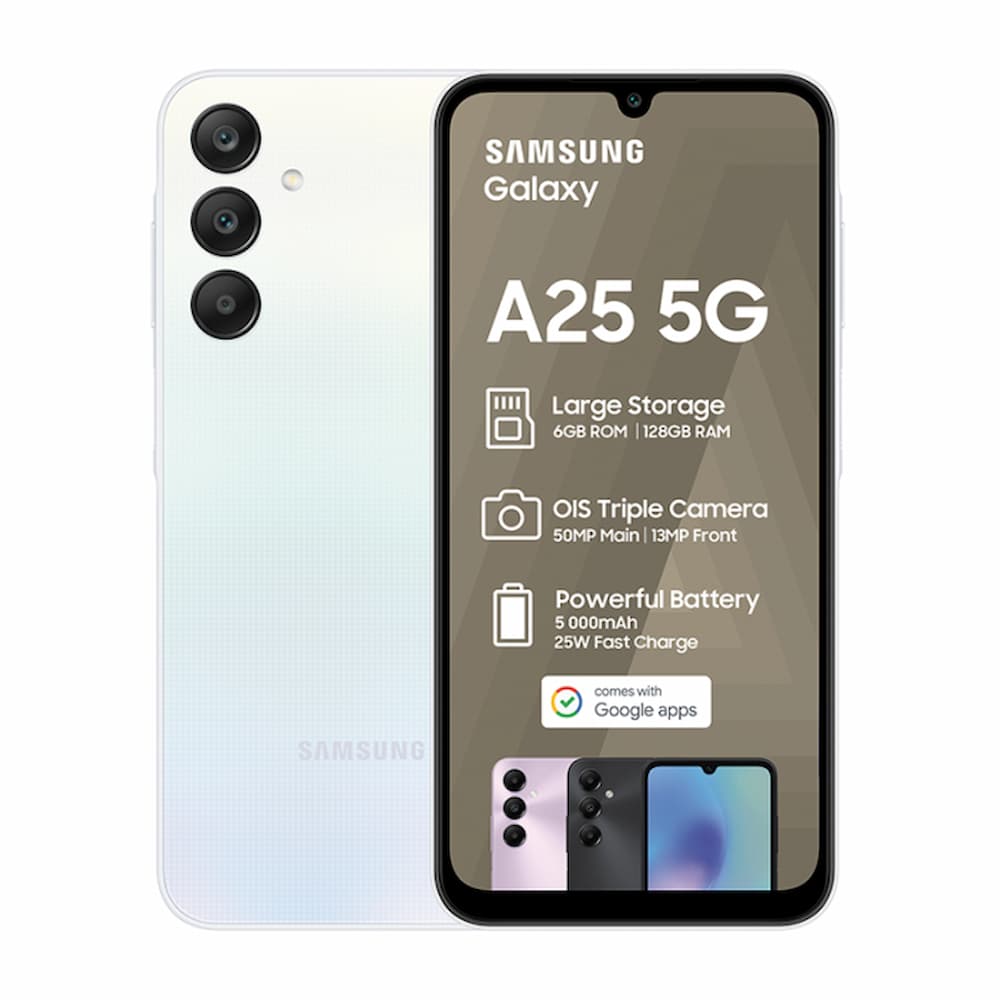 SAMSUNG
Galaxy
A25 5G
Large Storage
6GB ROM | 128GB RAM
OIS Triple Camera
50MP Main | 13MP Front
Powerful Battery
5 000mAh
25W Fast Charge
comes with
Google apps
SAMSUNG